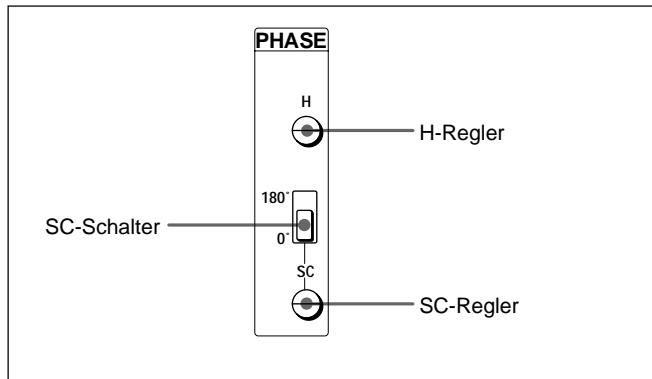 PHASE
H
H-Regler
180°
SC-Schalter
0°
SC
SC-Regler